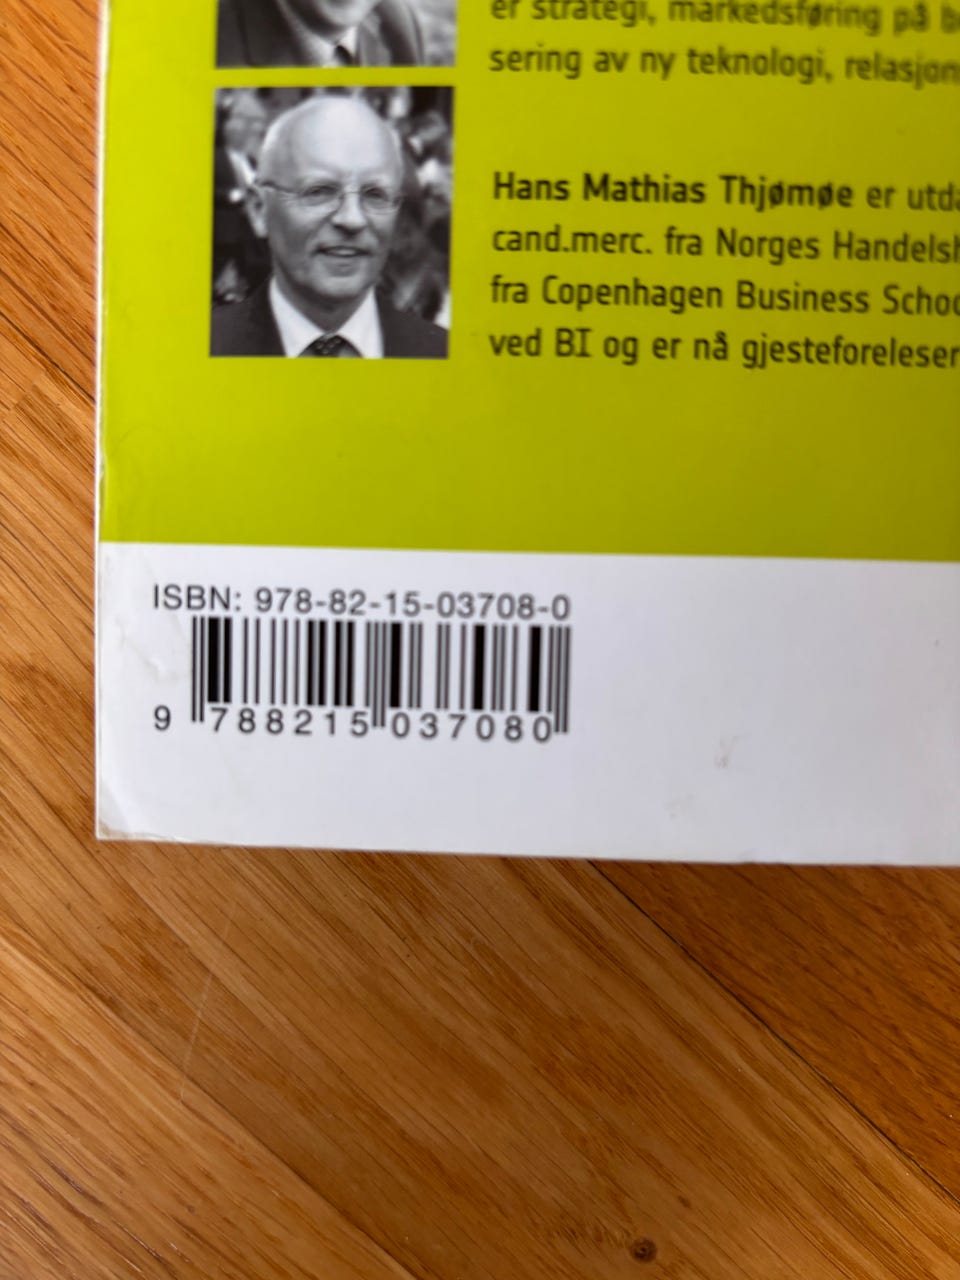 er strategi, markedsføring på
sering av ny teknologi,
Hans Mathias Thjømøe er
cand.merc. fra Norges
fra Copenhagen Business
ved BI og er nå gjesteforeleser
ISBN: 978-82-15-03708-0
9 788215 037080